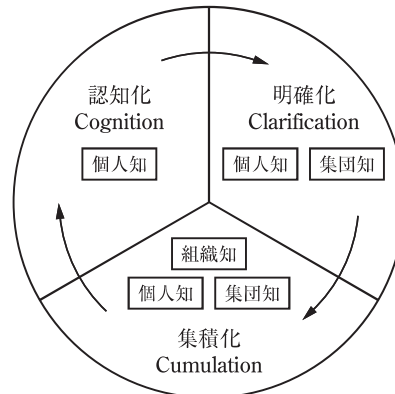 認知化
Cognition
個人知
明確化
Clarification
個人知 集団知
組織知
個人知 集団知
集積化
Cumulation